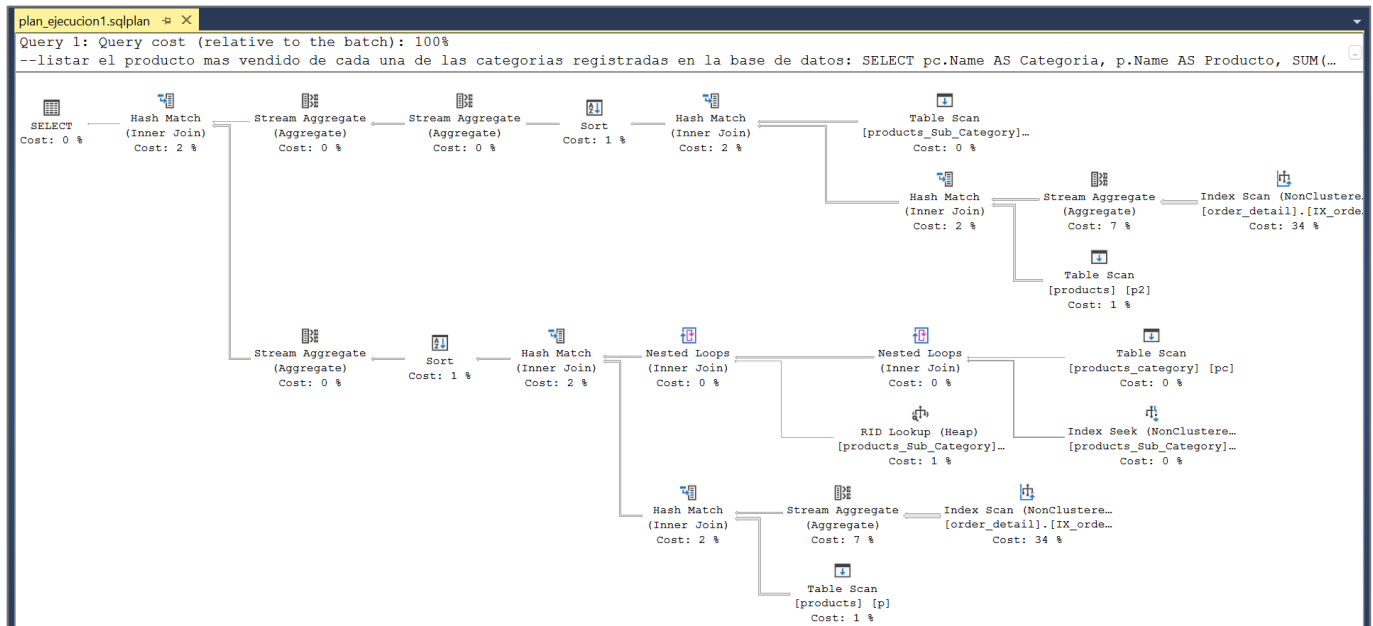 plan_ejecucion1.sqlplan
Query 1: Query cost (relative to the batch): 100%
--listar el producto mas vendido de cada una de las categorias registradas en la base de datos: SELECT pc.Name AS Categoria, p.Name AS Producto, SUM(…
SELECT
Cost: 0 %
Hash Match
(Inner Join)
Cost: 2 %
Stream Aggregate
(Aggregate)
Cost: 0 %
Stream Aggregate
(Aggregate)
Cost: 0 %
Sort
Cost: 1 %
Hash Match
(Inner Join)
Cost: 2 %
Table Scan
[products_Sub_Category]…
Cost: 0 %
Hash Match
(Inner Join)
Cost: 2 %
Stream Aggregate
(Aggregate)
Cost: 7 %
Index Scan (NonClustere…
[order_detail].[IX_orde…
Cost: 34 %
Table Scan
[products] [p2]
Cost: 1 %
Stream Aggregate
(Aggregate)
Cost: 0 %
Sort
Cost: 1 %
Hash Match
(Inner Join)
Cost: 2 %
Nested Loops
(Inner Join)
Cost: 0 %
Nested Loops
(Inner Join)
Cost: 0 %
Table Scan
[products_category] [pc]
Cost: 0 %
RID Lookup (Heap)
[products_Sub_Category]…
Cost: 1 %
Index Seek (NonClustere…
[products_Sub_Category]…
Cost: 0 %
Hash Match
(Inner Join)
Cost: 2 %
Stream Aggregate
(Aggregate)
Cost: 7 %
Index Scan (NonClustere…
[order_detail].[IX_orde…
Cost: 34 %
Table Scan
[products] [p]
Cost: 1 %